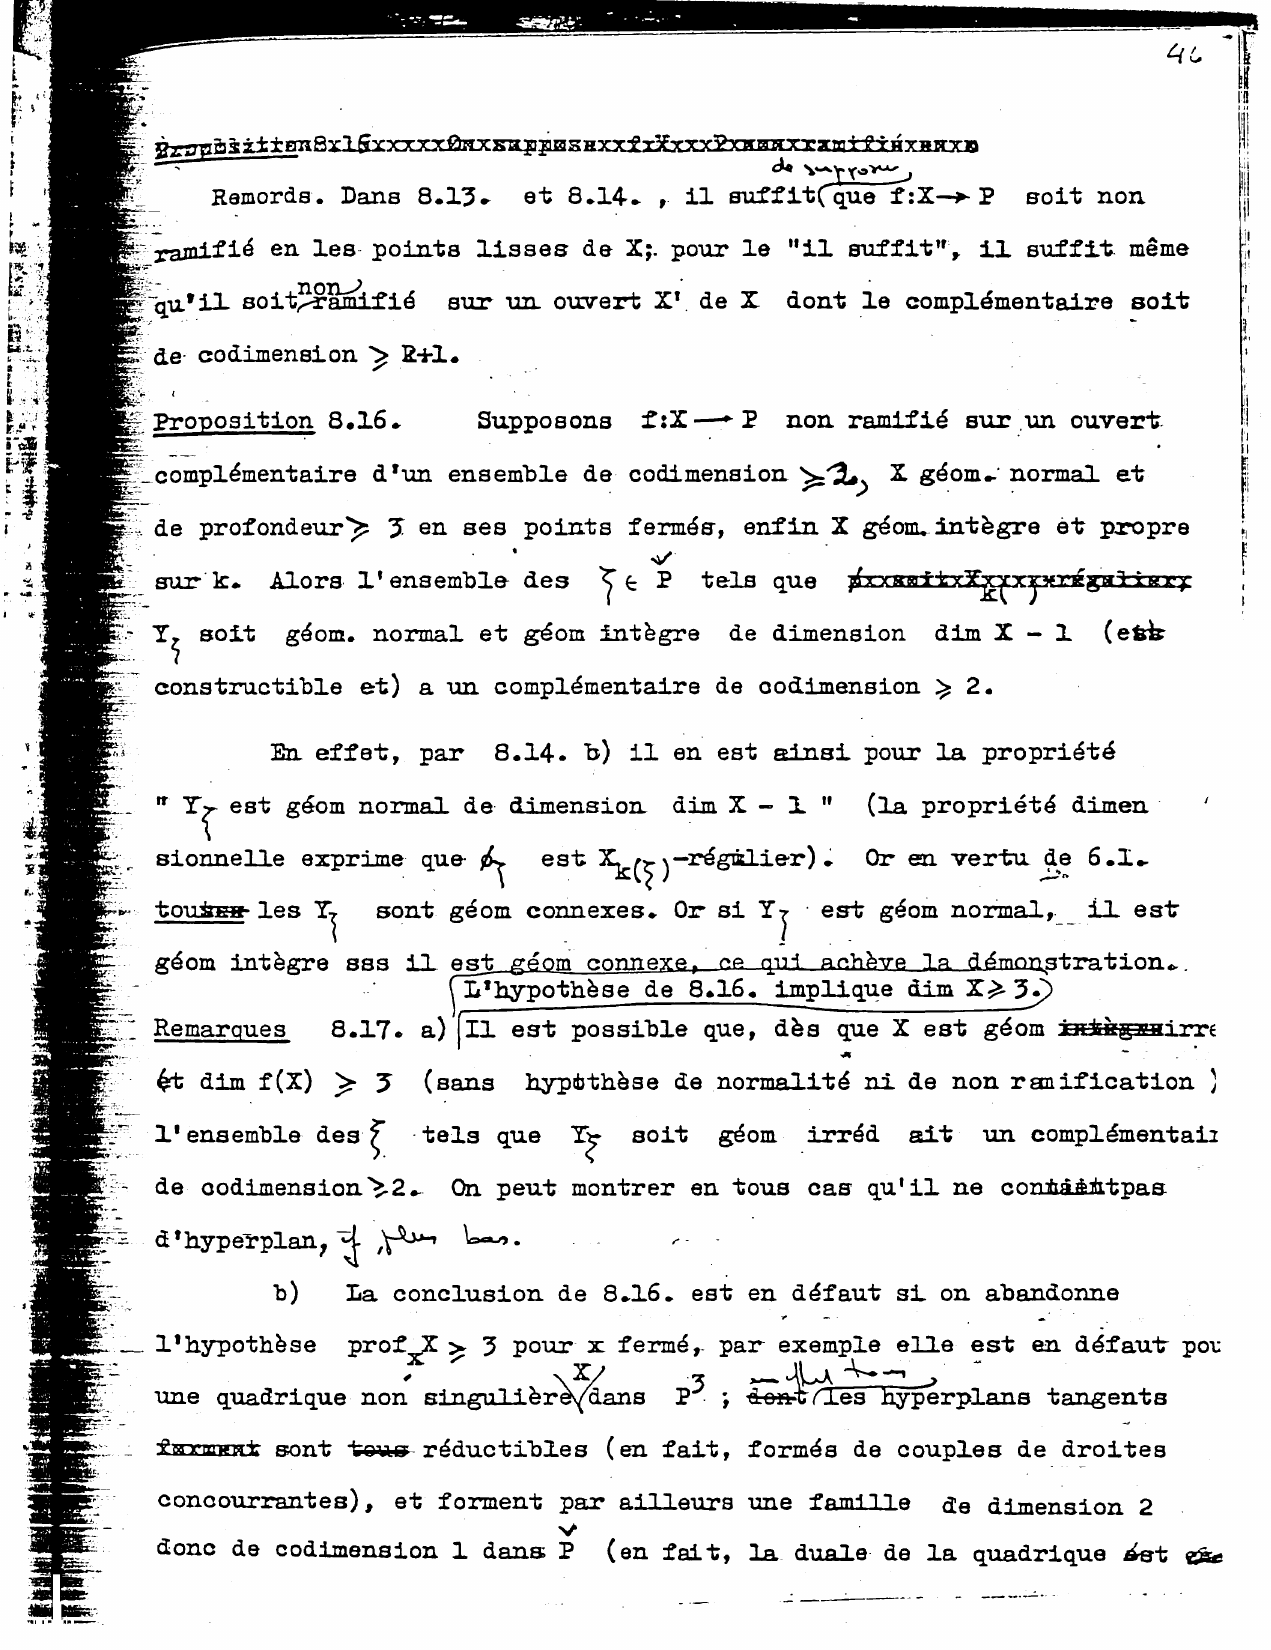 46
de supposer
Remords. Dans 8.13. et 8.14. , il suffit que f:X→ P soit non
ramifié en les points lisses de X; pour le "il suffit", il suffit même
qu'il soit non ramifié sur un ouvert X' de X dont le complémentaire soit
de codimension ⩾ R+1.
Proposition 8.16. Supposons f:X → P non ramifié sur un ouvert
complémentaire d'un ensemble de codimension ⩾ 2, X géom. normal et
de profondeur ⩾ 3 en ses points fermés, enfin X géom. intègre et propre
sur k. Alors l'ensemble des ξ ∈ P̌ tels que
Y_ξ soit géom. normal et géom intègre de dimension dim X - 1 (est
constructible et) a un complémentaire de codimension ⩾ 2.
En effet, par 8.14. b) il en est ainsi pour la propriété
" Y_ξ est géom normal de dimension dim X - 1 " (la propriété dimen
sionnelle exprime que ϕ_ξ est X_k(ξ)-régulier). Or en vertu de 6.1.
les Y_ξ sont géom connexes. Or si Y_ξ est géom normal, il est
géom intègre sss il est géom connexe, ce qui achève la démonstration.
L'hypothèse de 8.16. implique dim X ⩾ 3.
Remarques 8.17. a) Il est possible que, dès que X est géom irré
et dim f(X) ⩾ 3 (sans hypothèse de normalité ni de non ramification )
l'ensemble des ξ tels que Y_ξ soit géom irréd ait un complémentair
de codimension ⩾ 2. On peut montrer en tous cas qu'il ne contient pas
d'hyperplan, cf plus bas.
b) La conclusion de 8.16. est en défaut si on abandonne
l'hypothèse prof_x X ⩾ 3 pour x fermé, par exemple elle est en défaut pou
une quadrique non singulière X dans P³ ; les hyperplans tangents
sont réductibles (en fait, formés de couples de droites
concourrantes), et forment par ailleurs une famille de dimension 2
donc de codimension 1 dans P̌ (en fait, la duale de la quadrique est